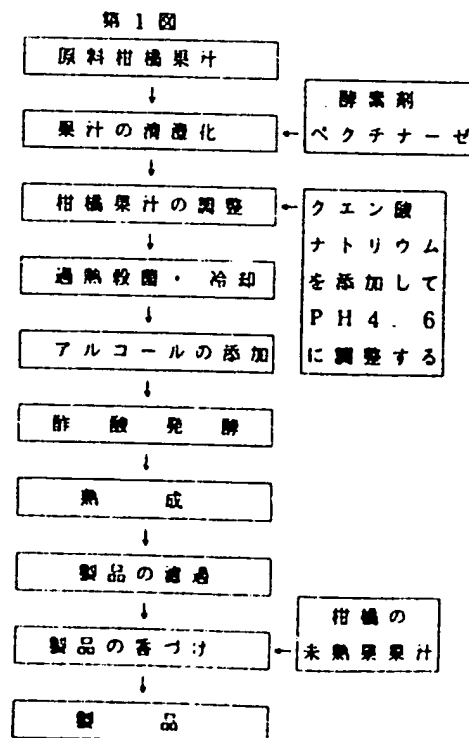 第1図
原料柑橘果汁
酵素剤
ペクチナーゼ
果汁の清澄化
柑橘果汁の調整
クエン酸
ナトリウム
を添加して
PH4.6
に調整する
過熱殺菌・冷却
アルコールの添加
酢酸発酵
熟成
製品の濾過
製品の香づけ
柑橘の
未熟果果汁
製品